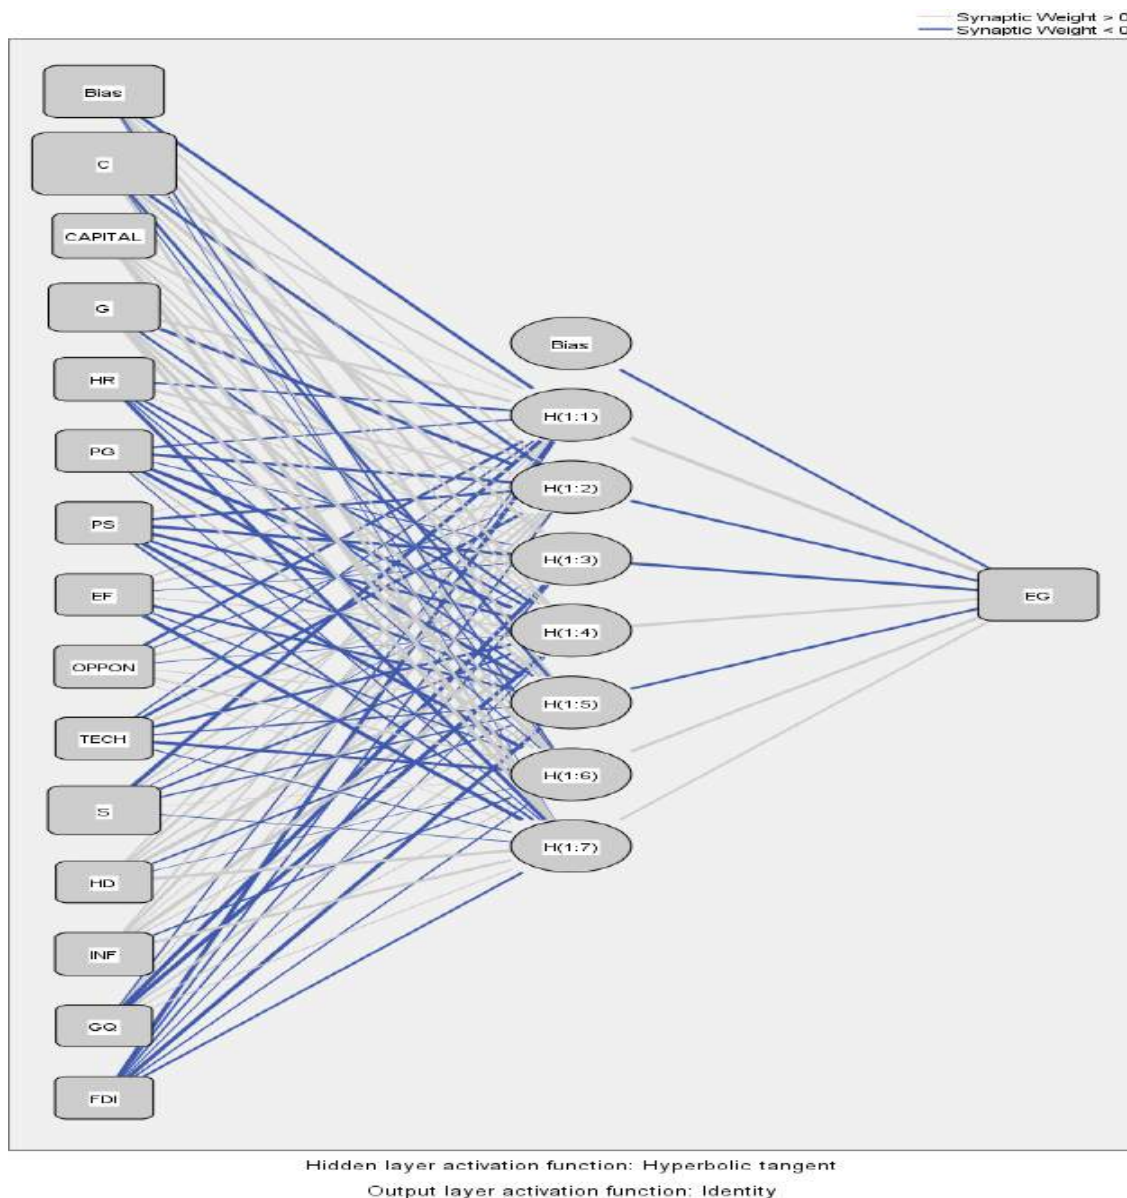 Synaptic Weight > 0
Synaptic Weight < 0
Bias
C
CAPITAL
G
HR
PG
PS
EF
OPPON
TECH
S
HD
INF
GQ
FDI
Bias
H(1:1)
H(1:2)
H(1:3)
H(1:4)
H(1:5)
H(1:6)
H(1:7)
EG
Hidden layer activation function: Hyperbolic tangent
Output layer activation function: Identity